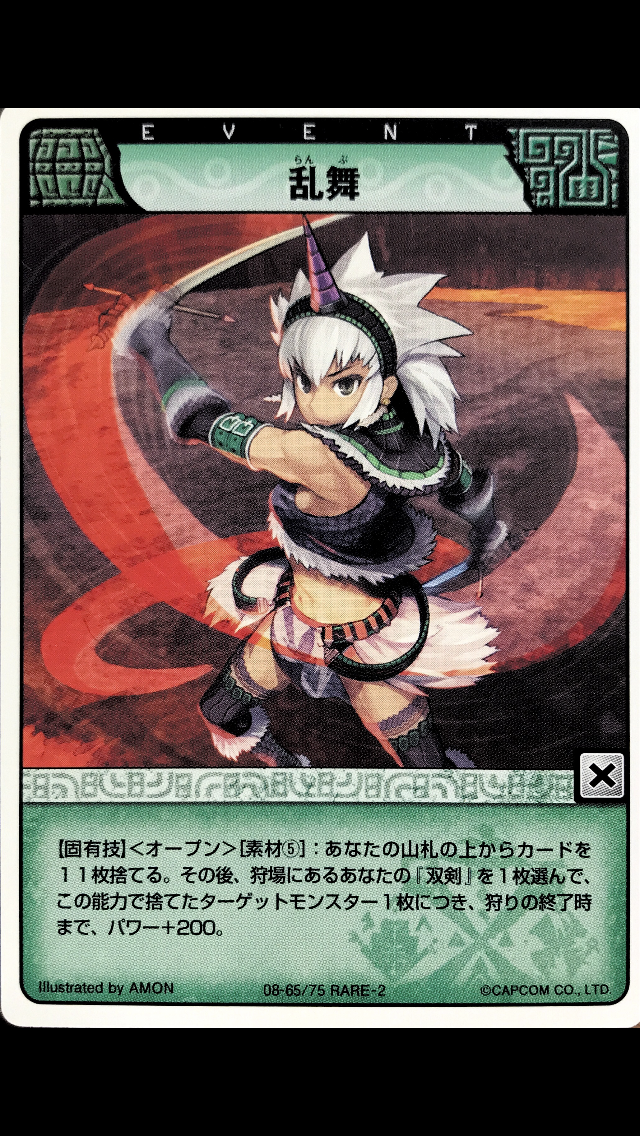 EVENT
らんぶ
乱舞
【固有技】<オープン>[素材⑤]：あなたの山札の上からカードを
11枚捨てる。その後、狩場にあるあなたの『双剣』を1枚選んで、
この能力で捨てたターゲットモンスター1枚につき、狩りの終了時
まで、パワー+200。
Illustrated by AMON 08-65/75 RARE-2 ©CAPCOM CO., LTD.